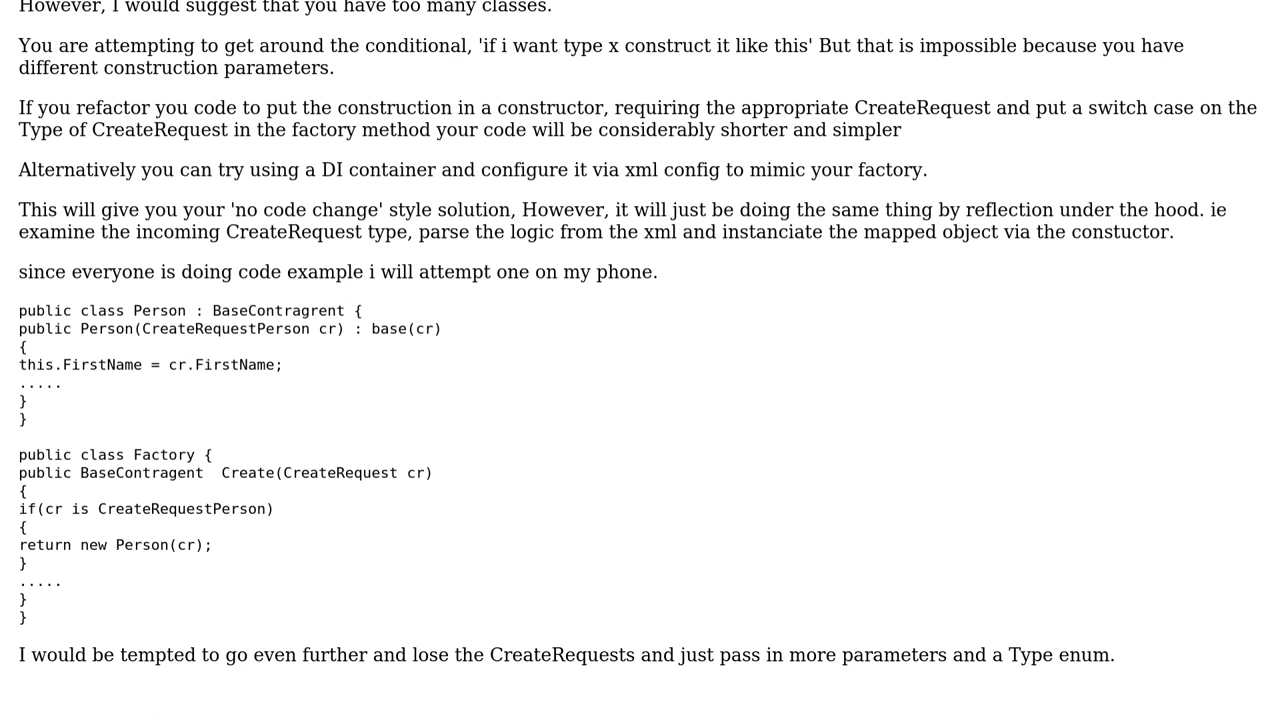 However, I would suggest that you have too many classes.
You are attempting to get around the conditional, 'if i want type x construct it like this' But that is impossible because you have
different construction parameters.
If you refactor you code to put the construction in a constructor, requiring the appropriate CreateRequest and put a switch case on the
Type of CreateRequest in the factory method your code will be considerably shorter and simpler
Alternatively you can try using a DI container and configure it via xml config to mimic your factory.
This will give you your 'no code change' style solution, However, it will just be doing the same thing by reflection under the hood. ie
examine the incoming CreateRequest type, parse the logic from the xml and instanciate the mapped object via the constuctor.
since everyone is doing code example i will attempt one on my phone.
public class Person : BaseContragrent {
public Person(CreateRequestPerson cr) : base(cr)
{
this.FirstName = cr.FirstName;
.....
}
}
public class Factory {
public BaseContragent  Create(CreateRequest cr)
{
if(cr is CreateRequestPerson)
{
return new Person(cr);
}
.....
}
}
I would be tempted to go even further and lose the CreateRequests and just pass in more parameters and a Type enum.